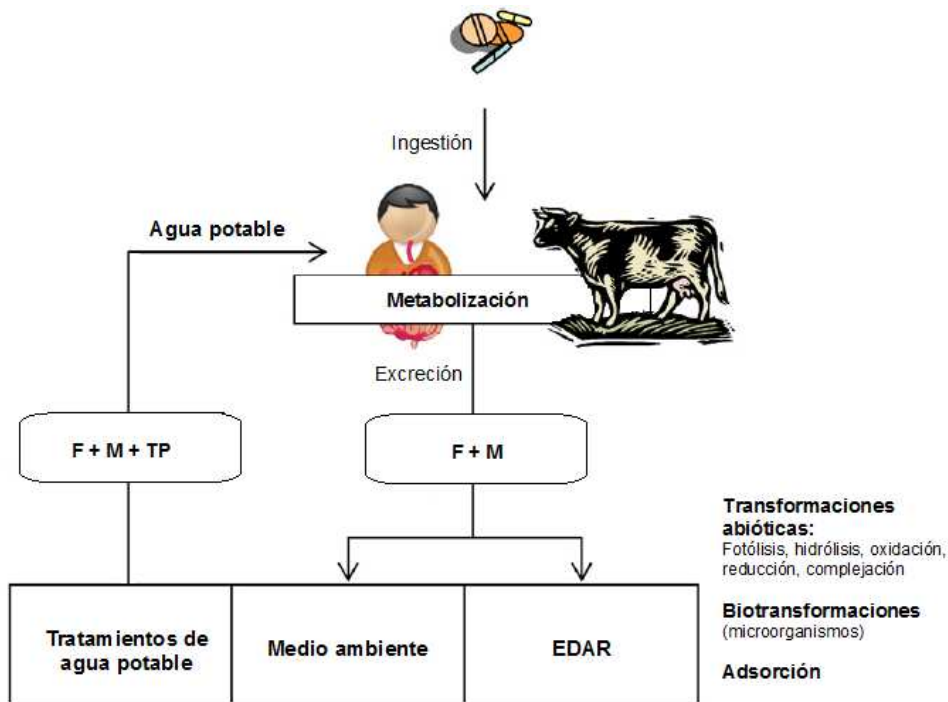 Ingestión
Agua potable
Metabolización
Excreción
F + M + TP
F + M
Transformaciones
abióticas:
Fotólisis, hidrólisis, oxidación,
reducción, complejación
Biotransformaciones
(microorganismos)
Adsorción
Tratamientos de
agua potable
Medio ambiente
EDAR